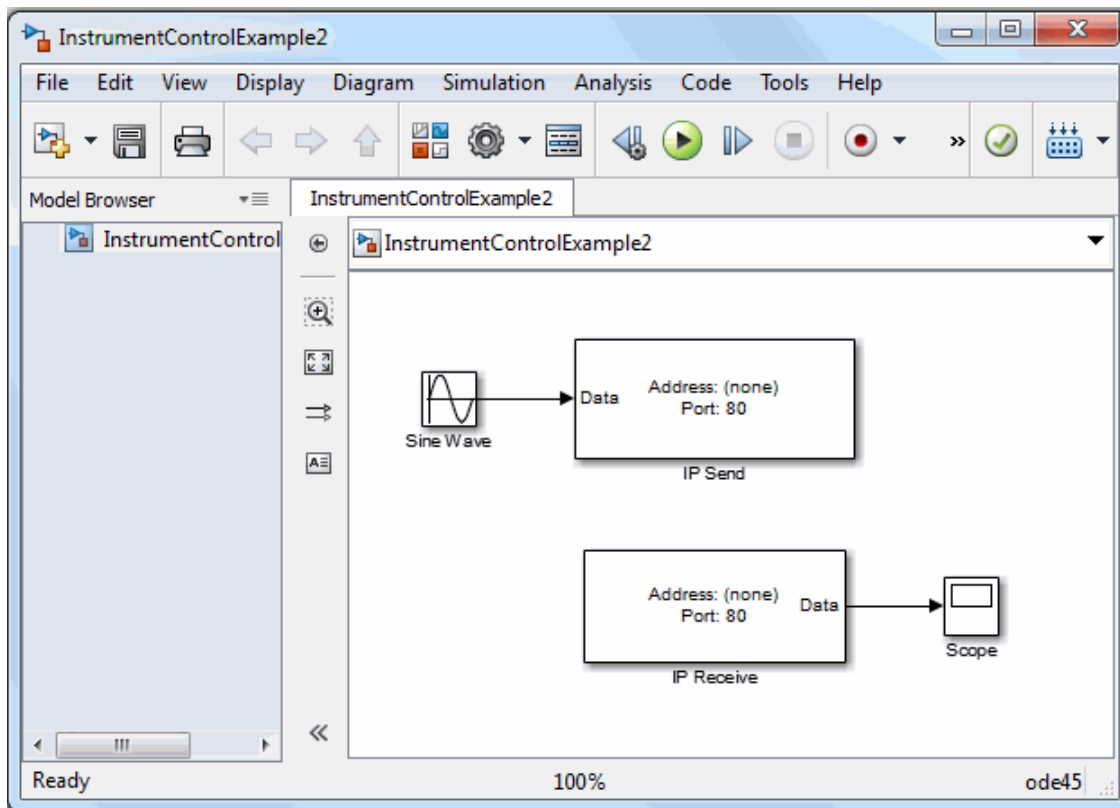 InstrumentControlExample2
File Edit View Display Diagram Simulation Analysis Code Tools Help
»
Model Browser
InstrumentControlExample2
InstrumentControl
InstrumentControlExample2
Data
Address: (none)
Port: 80
Sine Wave
IP Send
Address: (none)
Port: 80
Data
Scope
IP Receive
Ready
100%
ode45